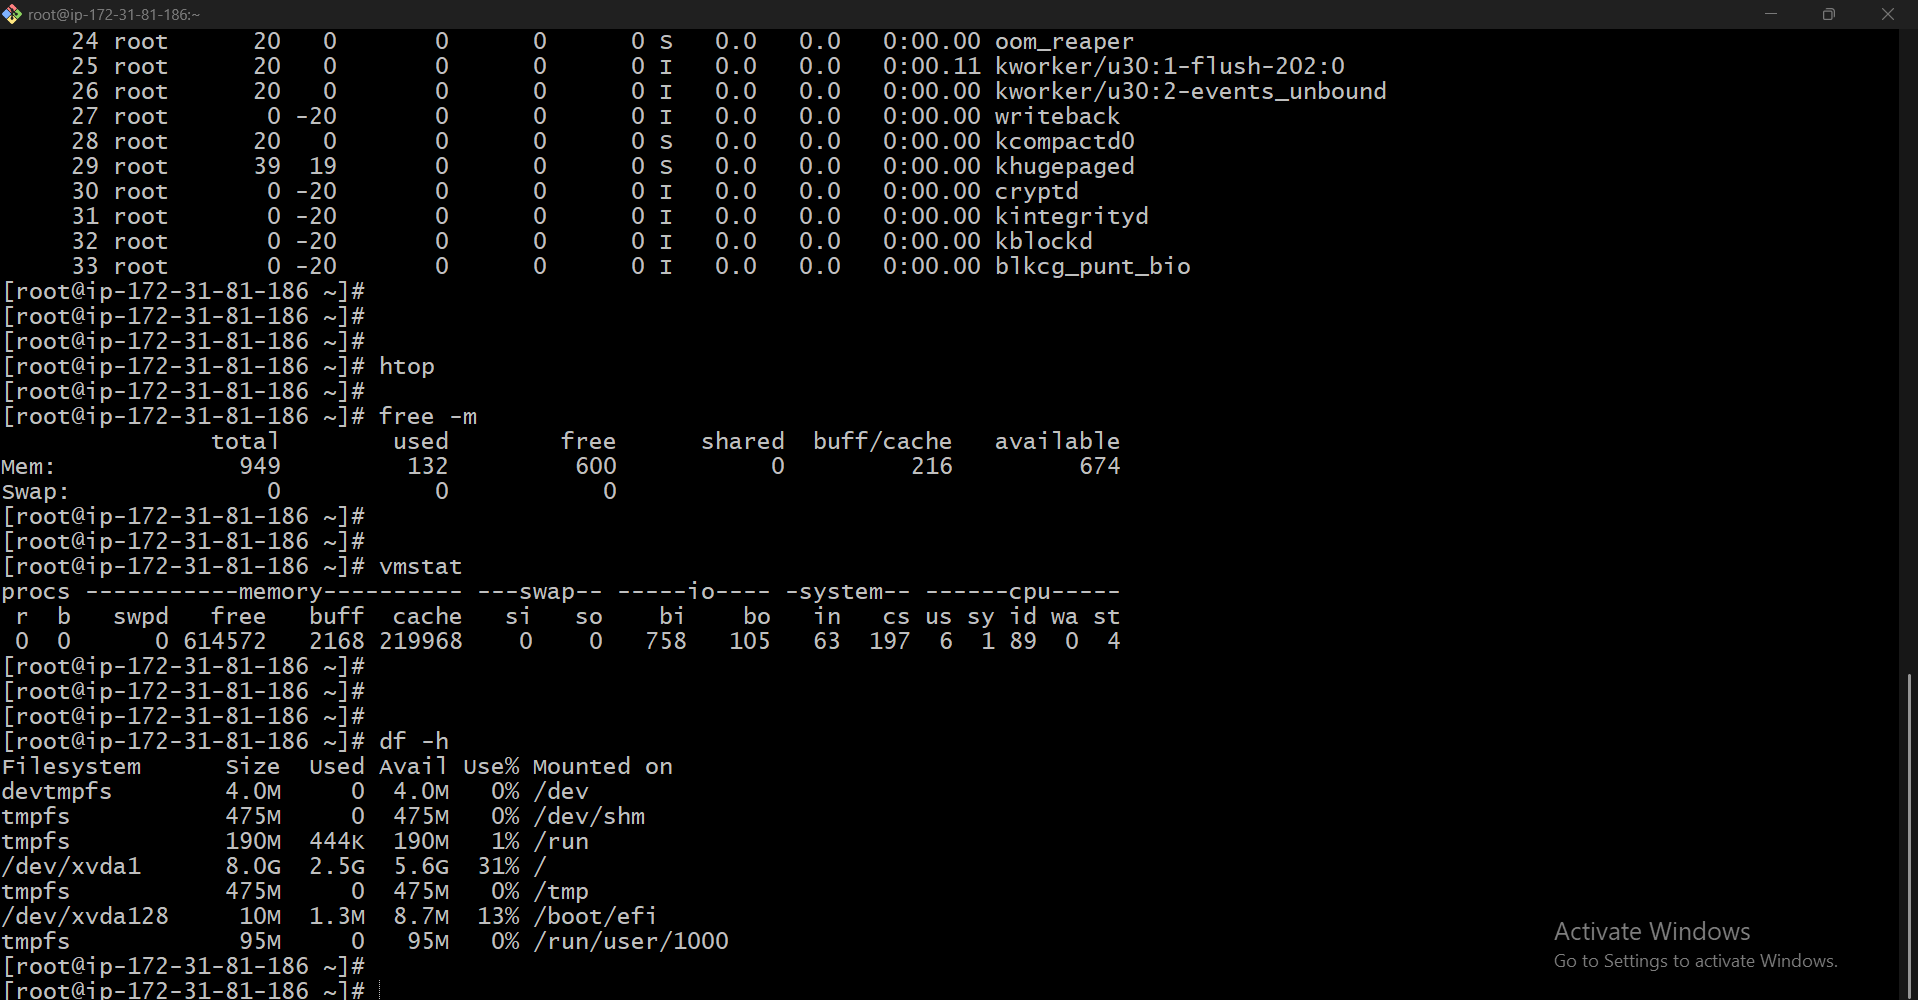 root@ip-172-31-81-186:~
24 root 20 0 0 0 0 S 0.0 0.0 0:00.00 oom_reaper
25 root 20 0 0 0 0 I 0.0 0.0 0:00.11 kworker/u30:1-flush-202:0
26 root 20 0 0 0 0 I 0.0 0.0 0:00.00 kworker/u30:2-events_unbound
27 root 0 -20 0 0 0 I 0.0 0.0 0:00.00 writeback
28 root 20 0 0 0 0 S 0.0 0.0 0:00.00 kcompactd0
29 root 39 19 0 0 0 S 0.0 0.0 0:00.00 khugepaged
30 root 0 -20 0 0 0 I 0.0 0.0 0:00.00 cryptd
31 root 0 -20 0 0 0 I 0.0 0.0 0:00.00 kintegrityd
32 root 0 -20 0 0 0 I 0.0 0.0 0:00.00 kblockd
33 root 0 -20 0 0 0 I 0.0 0.0 0:00.00 blkcg_punt_bio
[root@ip-172-31-81-186 ~]#
[root@ip-172-31-81-186 ~]#
[root@ip-172-31-81-186 ~]#
[root@ip-172-31-81-186 ~]# htop
[root@ip-172-31-81-186 ~]#
[root@ip-172-31-81-186 ~]# free -m
total used free shared buff/cache available
Mem: 949 132 600 0 216 674
Swap: 0 0 0
[root@ip-172-31-81-186 ~]#
[root@ip-172-31-81-186 ~]#
[root@ip-172-31-81-186 ~]# vmstat
procs -----------memory---------- ---swap-- -----io---- -system-- ------cpu-----
r b swpd free buff cache si so bi bo in cs us sy id wa st
0 0 0 614572 2168 219968 0 0 758 105 63 197 6 1 89 0 4
[root@ip-172-31-81-186 ~]#
[root@ip-172-31-81-186 ~]#
[root@ip-172-31-81-186 ~]#
[root@ip-172-31-81-186 ~]# df -h
Filesystem Size Used Avail Use% Mounted on
devtmpfs 4.0M 0 4.0M 0% /dev
tmpfs 475M 0 475M 0% /dev/shm
tmpfs 190M 444K 190M 1% /run
/dev/xvda1 8.0G 2.5G 5.6G 31% /
tmpfs 475M 0 475M 0% /tmp
/dev/xvda128 10M 1.3M 8.7M 13% /boot/efi
tmpfs 95M 0 95M 0% /run/user/1000
[root@ip-172-31-81-186 ~]#
[root@ip-172-31-81-186 ~]#
Activate Windows
Go to Settings to activate Windows.